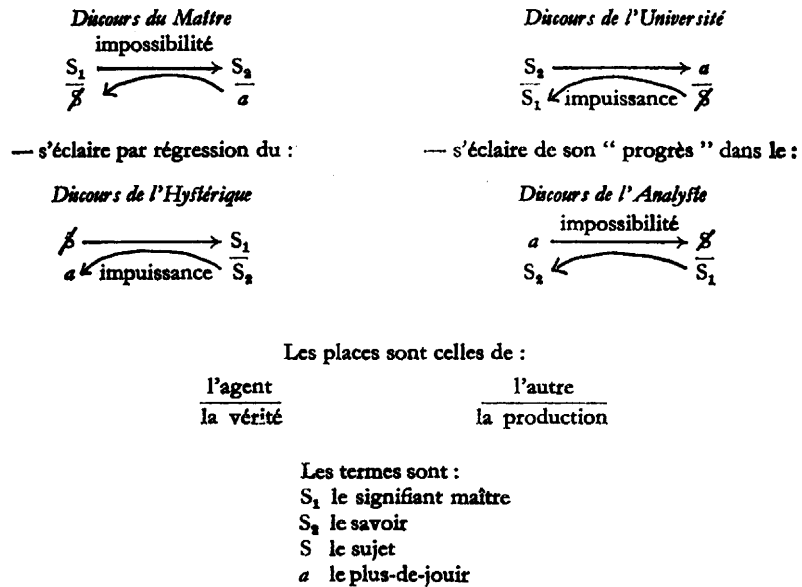 Discours du Maître
impossibilité
S₁ ⟶ S₂
$ a
— s'éclaire par régression du :
Discours de l'Hystérique
$ ⟶ S₁
a impuissance S₂
Discours de l'Université
S₂ ⟶ a
S₁ impuissance $
— s'éclaire de son “ progrès ” dans le :
Discours de l'Analyste
impossibilité
a ⟶ $
S₂ S₁
Les places sont celles de :
l'agent l'autre
la vérité la production
Les termes sont :
S₁ le signifiant maître
S₂ le savoir
S le sujet
a le plus-de-jouir